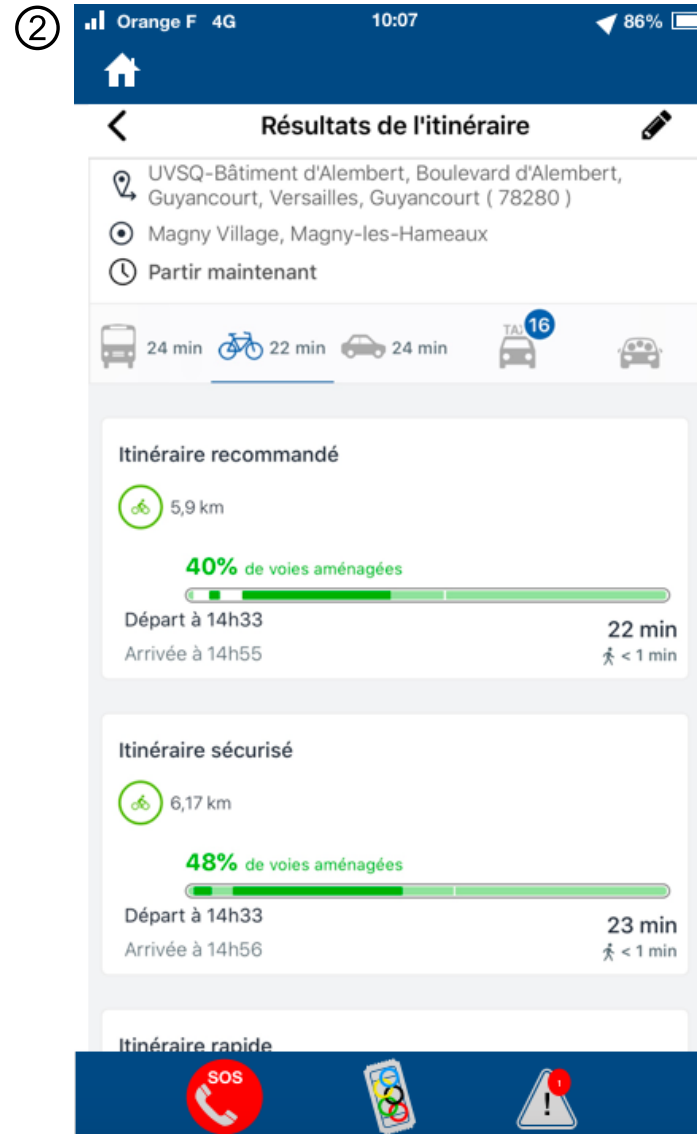 ②
Orange F 4G 10:07 86%
Résultats de l'itinéraire
UVSQ-Bâtiment d'Alembert, Boulevard d'Alembert,
Guyancourt, Versailles, Guyancourt ( 78280 )
Magny Village, Magny-les-Hameaux
Partir maintenant
24 min 22 min 24 min TAXI 16
Itinéraire recommandé
5,9 km
40% de voies aménagées
Départ à 14h33
22 min
Arrivée à 14h55
< 1 min
Itinéraire sécurisé
6,17 km
48% de voies aménagées
Départ à 14h33
23 min
Arrivée à 14h56
< 1 min
Itinéraire rapide
SOS
! 1